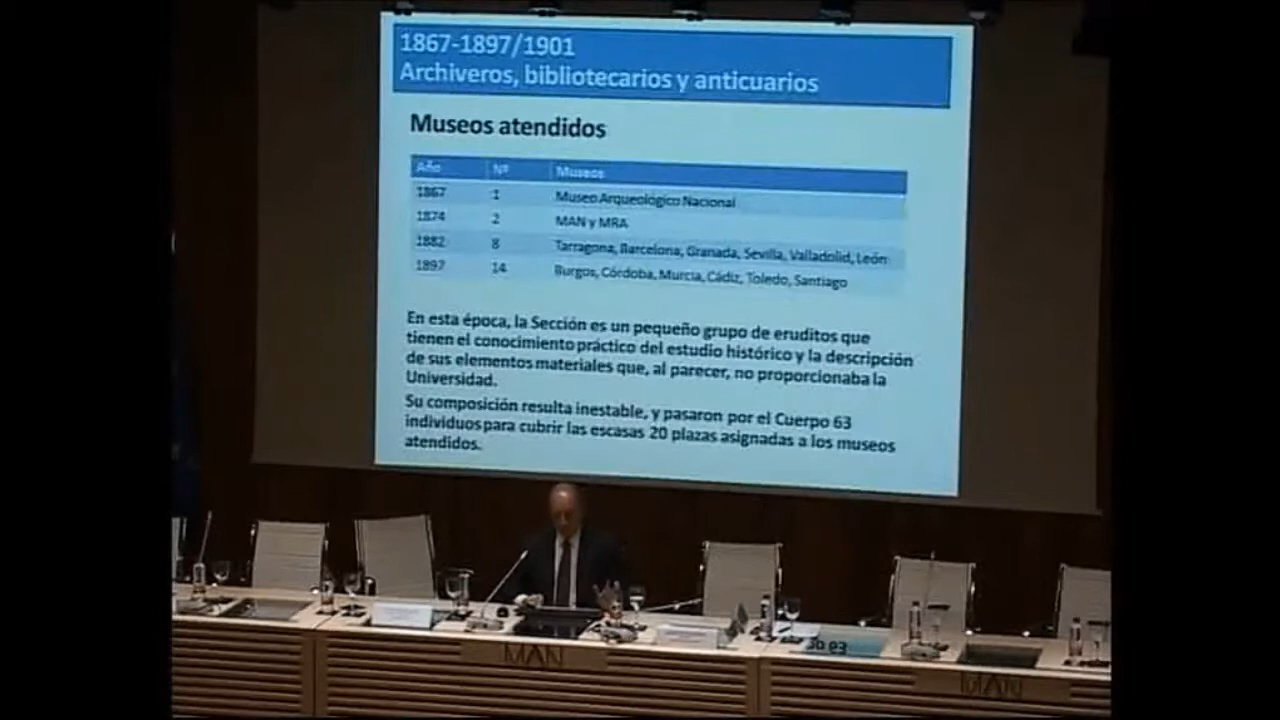 1867-1897/1901
Archiveros, bibliotecarios y anticuarios
Museos atendidos
Año Nº Museos
1867 1 Museo Arqueológico Nacional
1874 2 MAN y MRA
1882 8 Tarragona, Barcelona, Granada, Sevilla, Valladolid, León
1897 14 Burgos, Córdoba, Murcia, Cádiz, Toledo, Santiago
En esta época, la Sección es un pequeño grupo de eruditos que
tienen el conocimiento práctico del estudio histórico y la descripción
de sus elementos materiales que, al parecer, no proporcionaba la
Universidad.
Su composición resulta inestable, y pasaron por el Cuerpo 63
individuos para cubrir las escasas 20 plazas asignadas a los museos
atendidos.
MAN
MAN